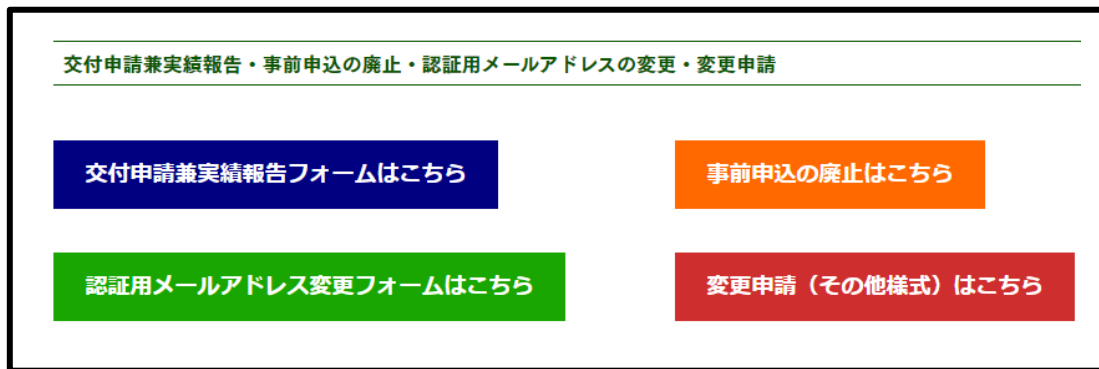 交付申請兼実績報告・事前申込の廃止・認証用メールアドレスの変更・変更申請
交付申請兼実績報告フォームはこちら
事前申込の廃止はこちら
認証用メールアドレス変更フォームはこちら
変更申請（その他様式）はこちら